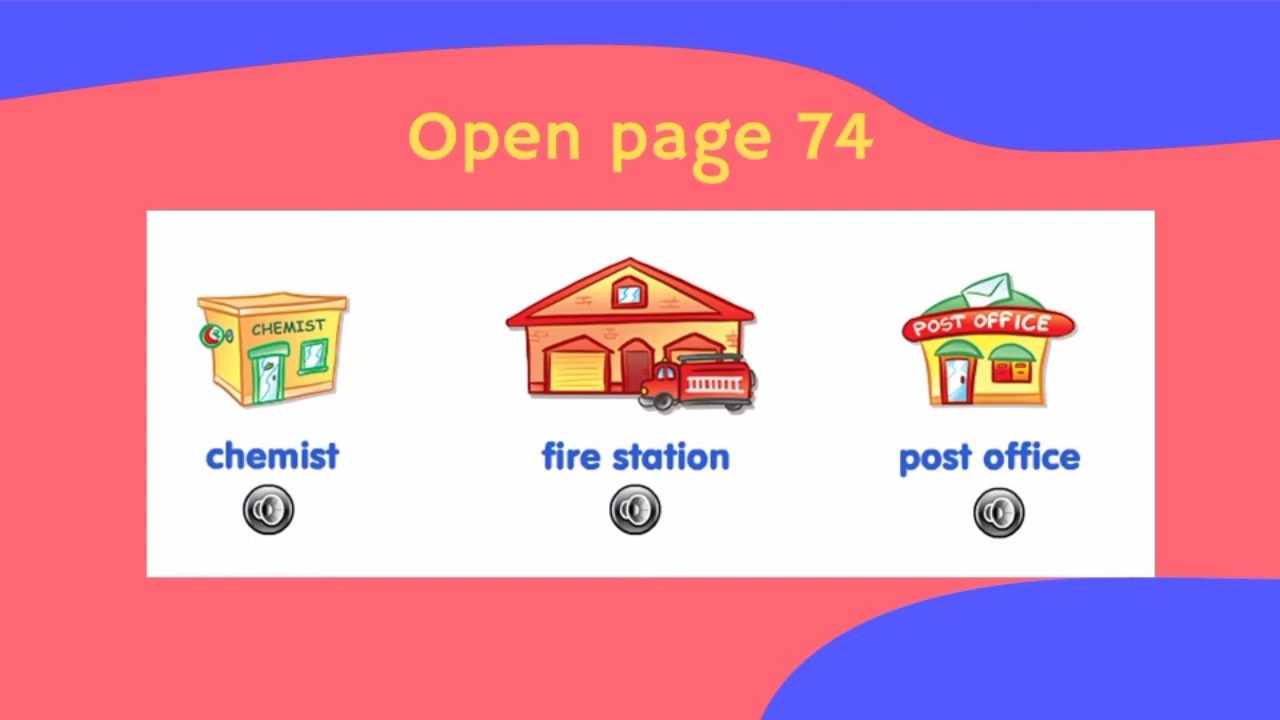 Open page 74
CHEMIST
POST OFFICE
chemist
fire station
post office